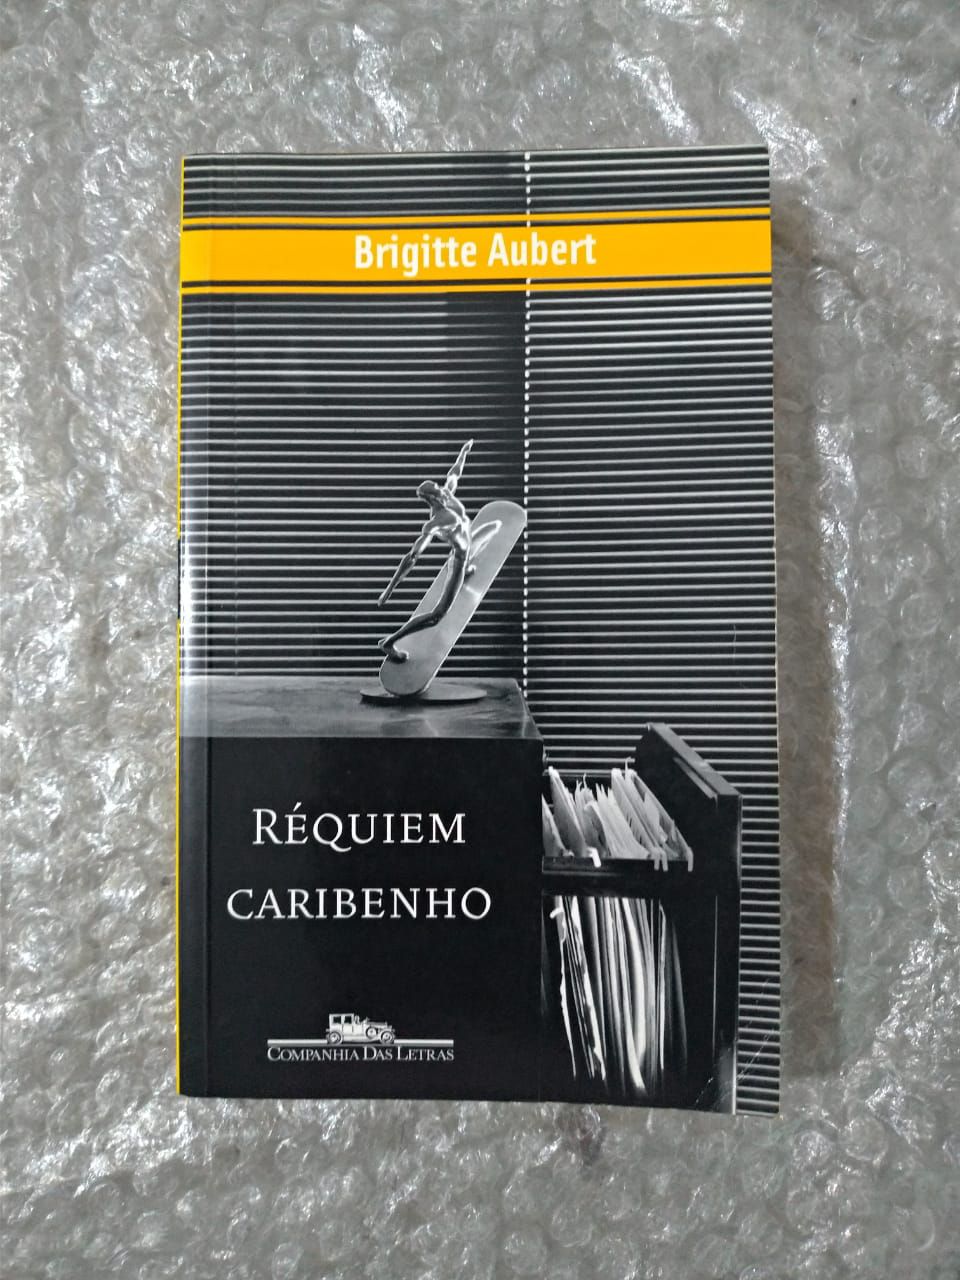 Brigitte Aubert
RÉQUIEM
CARIBENHO
COMPANHIA DAS LETRAS